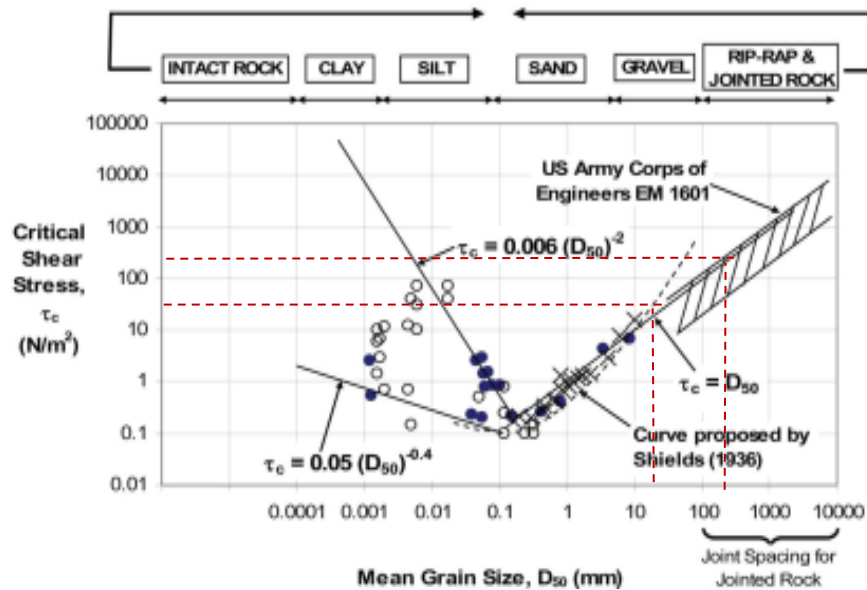 INTACT ROCK
CLAY
SILT
SAND
GRAVEL
RIP-RAP &
JOINTED ROCK
100000
10000
1000
100
10
1
0.1
0.01
Critical
Shear
Stress,
τc
(N/m²)
US Army Corps of
Engineers EM 1601
τc = 0.006 (D50)^-2
τc = D50
Curve proposed by
Shields (1936)
τc = 0.05 (D50)^-0.4
0.0001 0.001 0.01 0.1 1 10 100 1000 10000
Joint Spacing for
Jointed Rock
Mean Grain Size, D50 (mm)